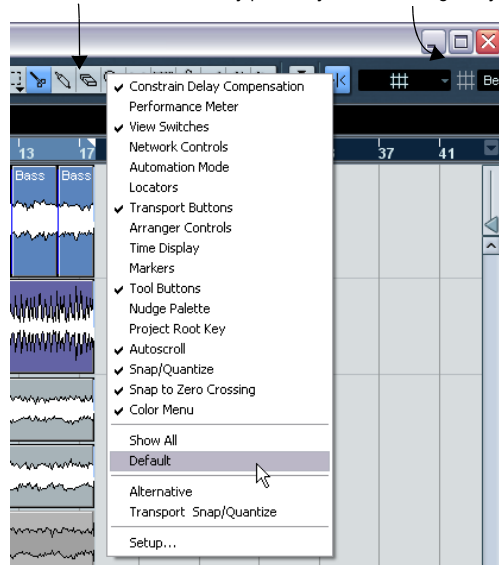 Be
13 17 37 41
Bass Bass
Constrain Delay Compensation
Performance Meter
View Switches
Network Controls
Automation Mode
Locators
Transport Buttons
Arranger Controls
Time Display
Markers
Tool Buttons
Nudge Palette
Project Root Key
Autoscroll
Snap/Quantize
Snap to Zero Crossing
Color Menu
Show All
Default
Alternative
Transport Snap/Quantize
Setup...